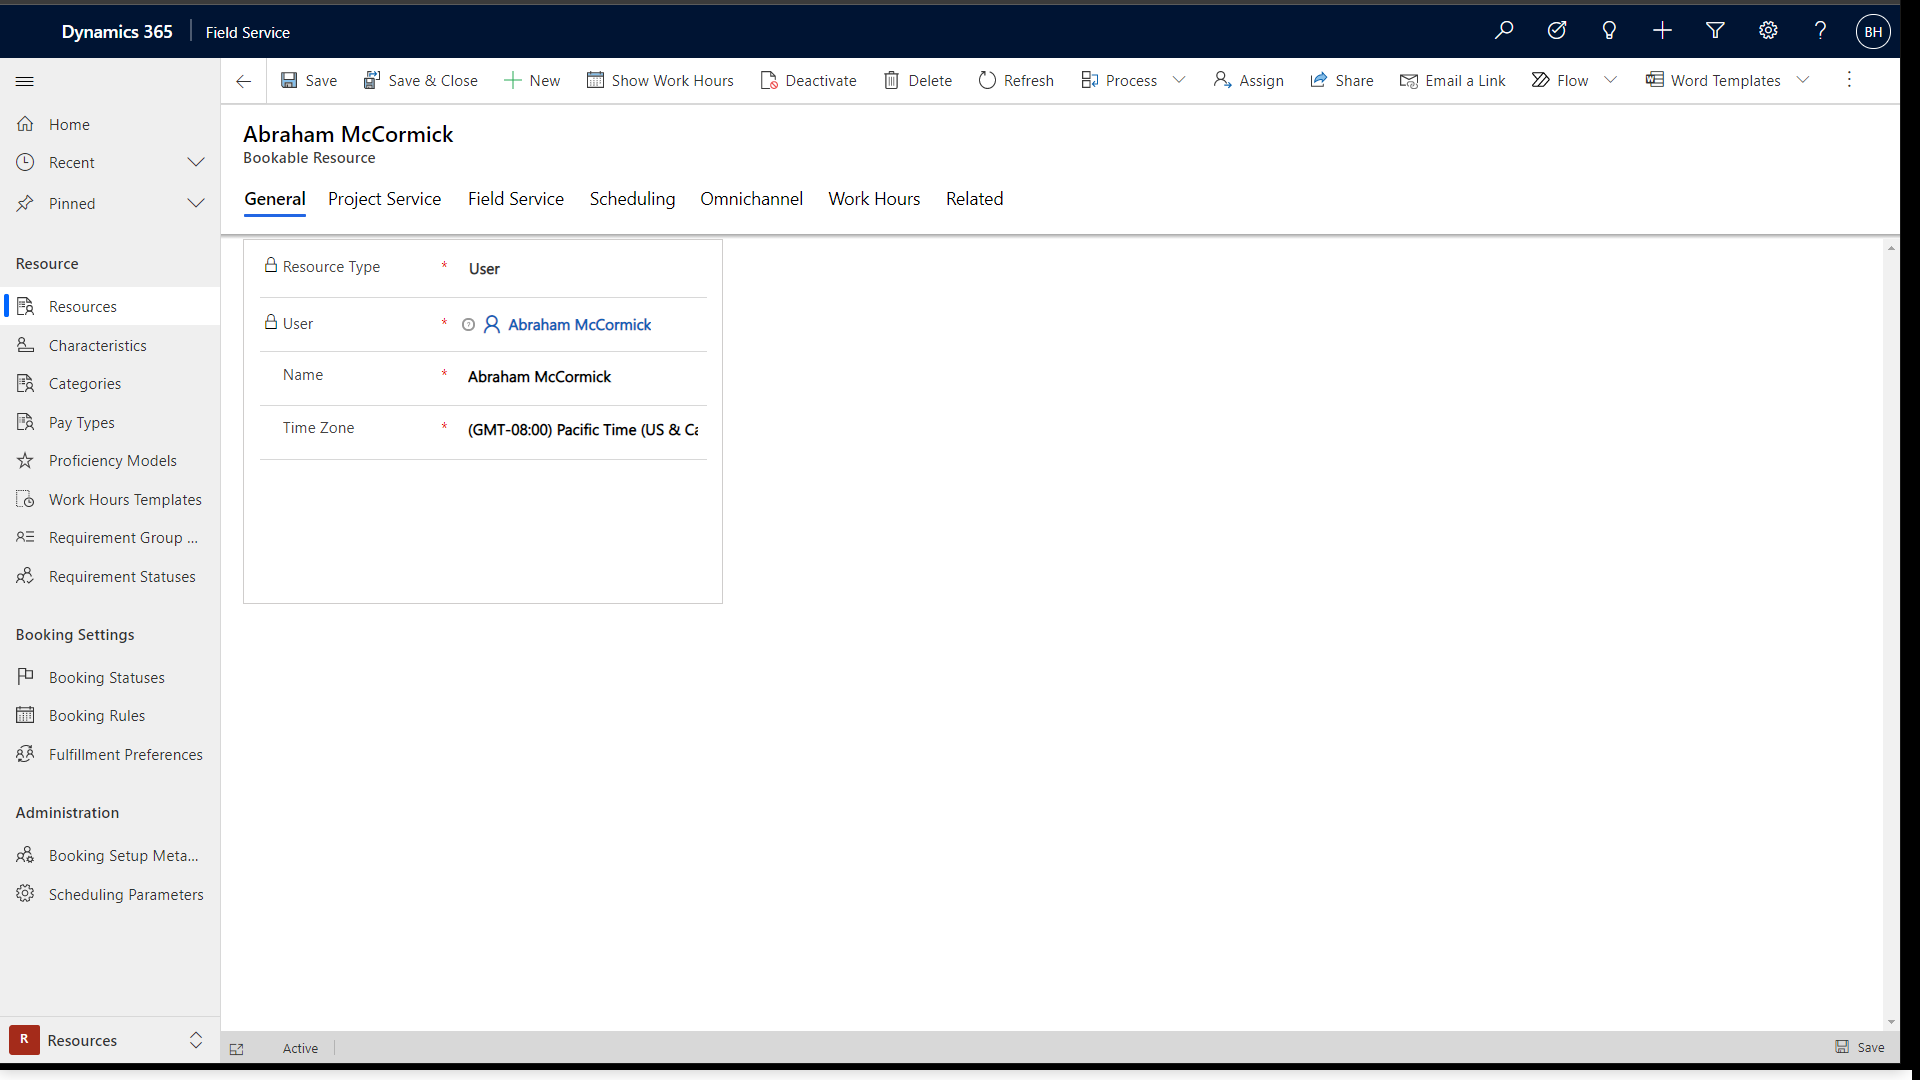 Dynamics 365
Field Service
BH
Save
Save & Close
New
Show Work Hours
Deactivate
Delete
Refresh
Process
Assign
Share
Email a Link
Flow
Word Templates
Home
Recent
Pinned
Resource
Resources
Characteristics
Categories
Pay Types
Proficiency Models
Work Hours Templates
Requirement Group ...
Requirement Statuses
Booking Settings
Booking Statuses
Booking Rules
Fulfillment Preferences
Administration
Booking Setup Meta...
Scheduling Parameters
R Resources
Abraham McCormick
Bookable Resource
General Project Service Field Service Scheduling Omnichannel Work Hours Related
Resource Type * User
User * Abraham McCormick
Name * Abraham McCormick
Time Zone * (GMT-08:00) Pacific Time (US & Ca
Active
Save